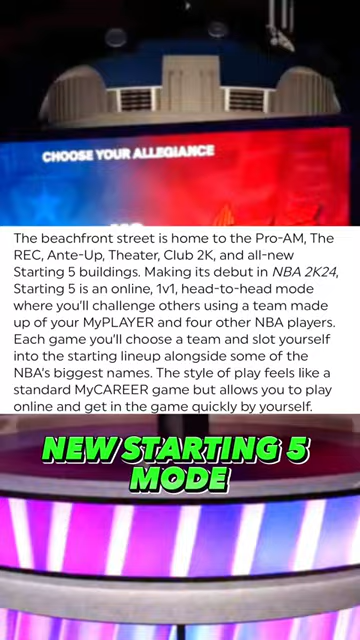 CHOOSE YOUR ALLEGIANCE
The beachfront street is home to the Pro-AM, The
REC, Ante-Up, Theater, Club 2K, and all-new
Starting 5 buildings. Making its debut in NBA 2K24,
Starting 5 is an online, 1v1, head-to-head mode
where you'll challenge others using a team made
up of your MyPLAYER and four other NBA players.
Each game you'll choose a team and slot yourself
into the starting lineup alongside some of the
NBA's biggest names. The style of play feels like a
standard MyCAREER game but allows you to play
online and get in the game quickly by yourself.
NEW STARTING 5
MODE